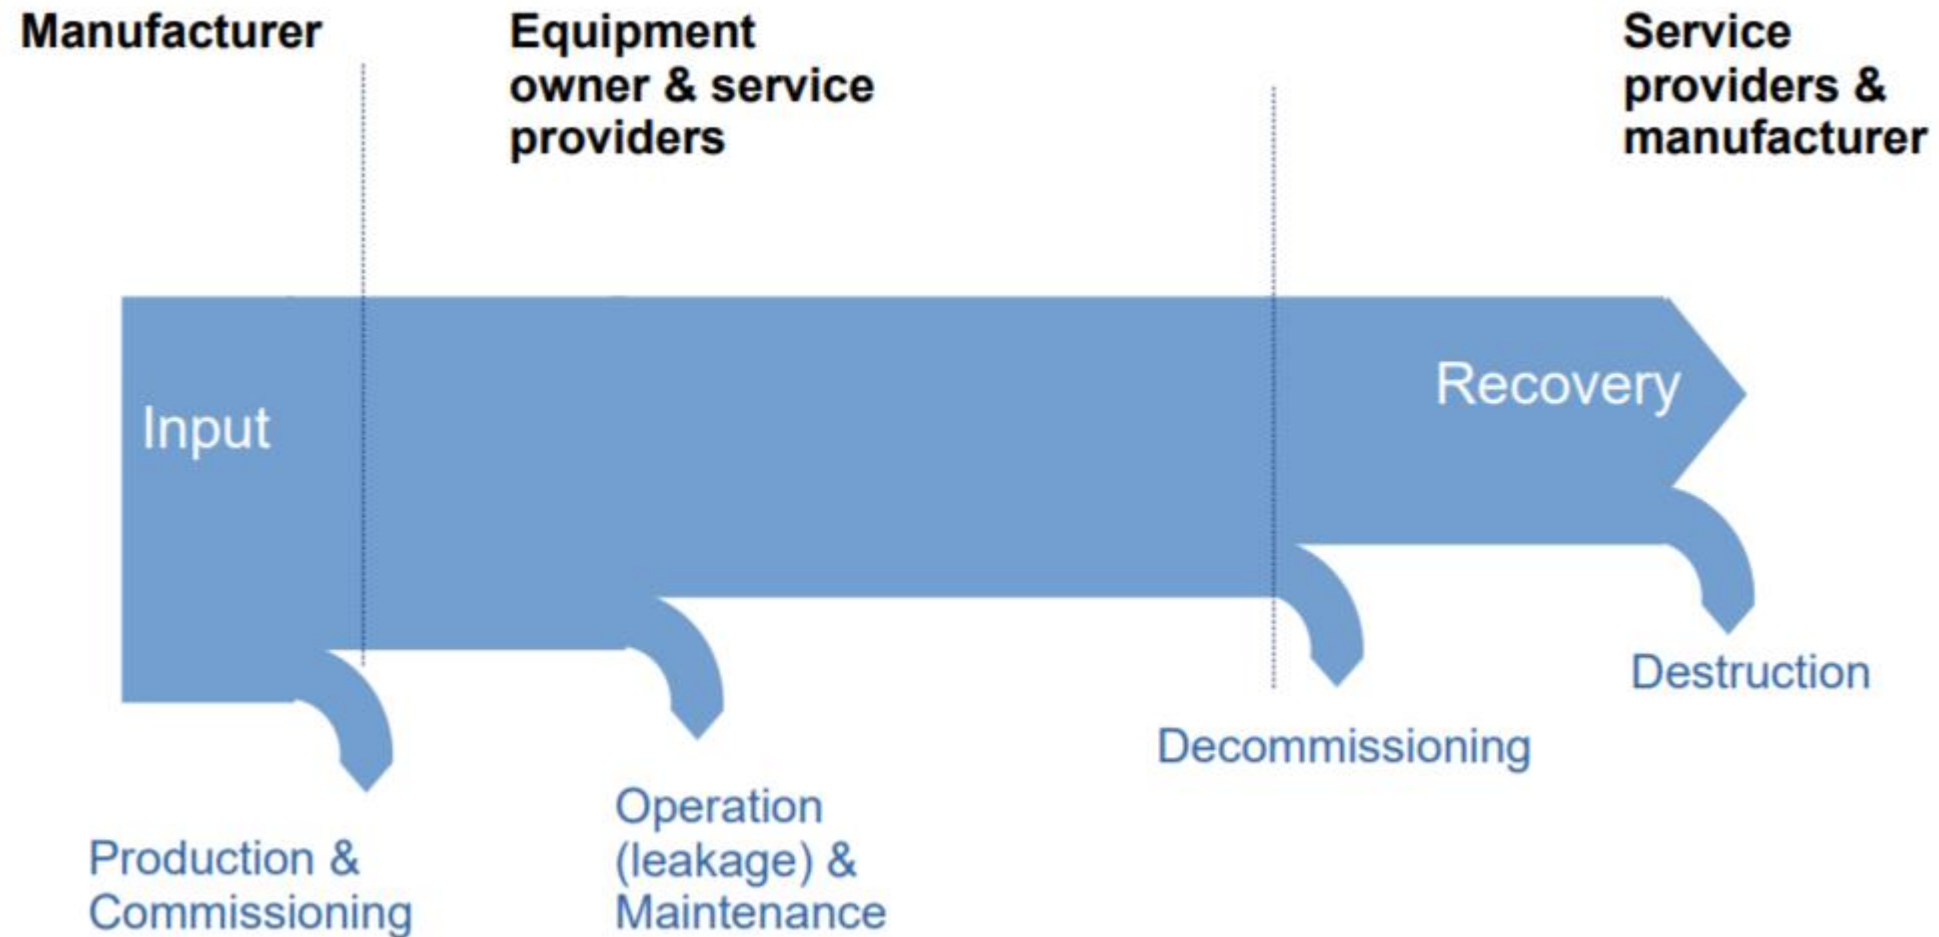 Manufacturer
Equipment
owner & service
providers
Service
providers &
manufacturer
Input
Recovery
Production &
Commissioning
Operation
(leakage) &
Maintenance
Decommissioning
Destruction